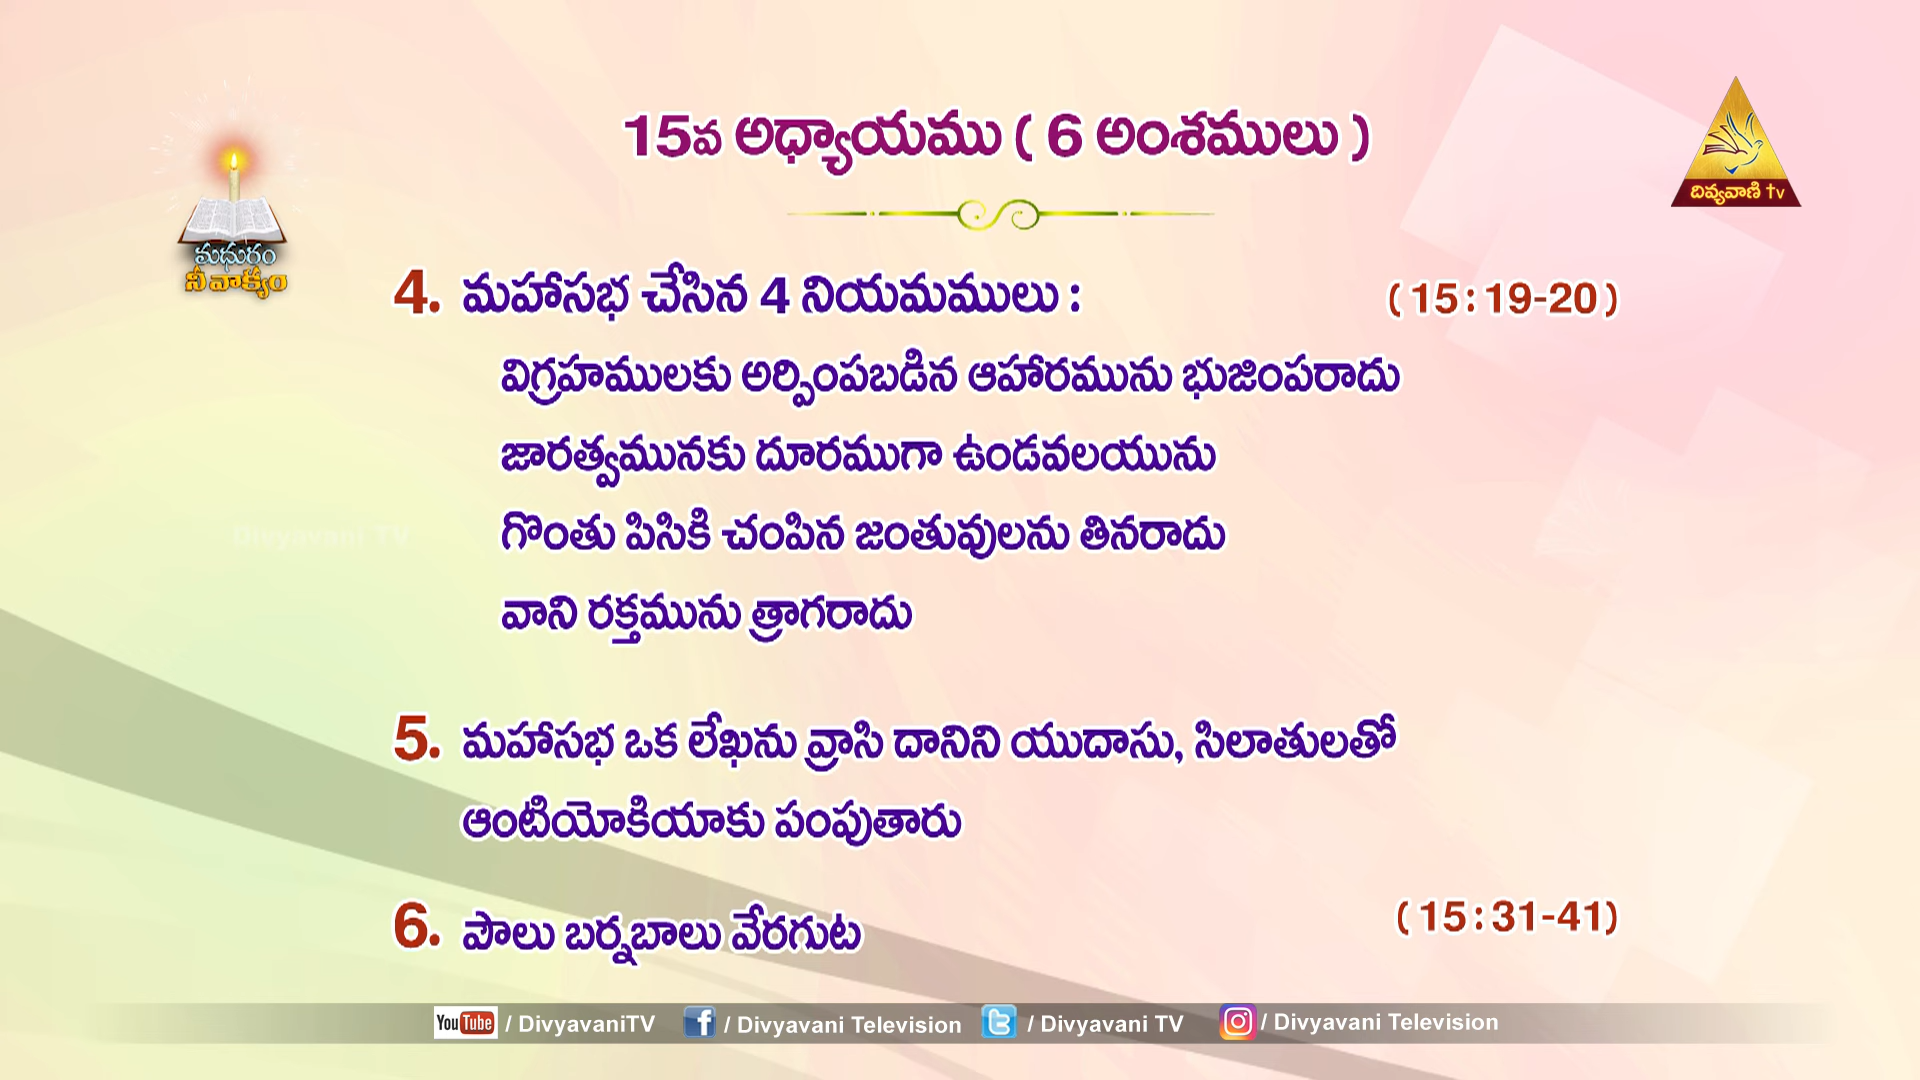 15వ అధ్యాయము ( 6 అంశములు )
మధురం
నీ వాక్యం
దివ్యవాణి tv
4. మహాసభ చేసిన 4 నియమములు : ( 15 : 19-20 )
విగ్రహములకు అర్పింపబడిన ఆహారమును భుజింపరాదు
జారత్వమునకు దూరముగా ఉండవలయును
గొంతు పిసికి చంపిన జంతువులను తినరాదు
Divyavani TV
వాని రక్తమును త్రాగరాదు
5. మహాసభ ఒక లేఖను వ్రాసి దానిని యుదాసు, సిలాతులతో
ఆంటియోకియాకు పంపుతారు
6. పౌలు బర్నబాలు వేరగుట ( 15 : 31-41)
YouTube / DivyavaniTV f / Divyavani Television / Divyavani TV / Divyavani Television